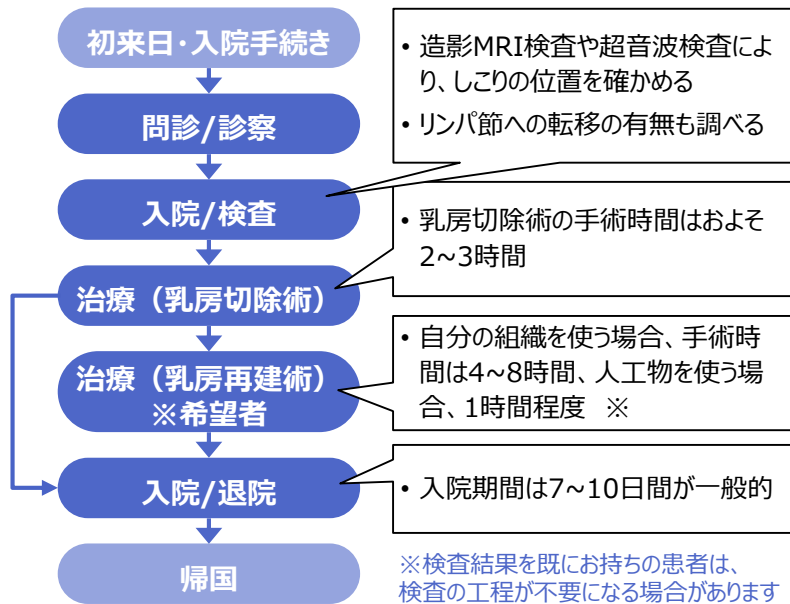 初来日・入院手続き
・造影MRI検査や超音波検査によ
り、しこりの位置を確かめる
・リンパ節への転移の有無も調べる
問診/診察
入院/検査
・乳房切除術の手術時間はおよそ
2~3時間
治療（乳房切除術）
・自分の組織を使う場合、手術時
間は4~8時間、人工物を使う場
合、1時間程度 ※
治療（乳房再建術）
※希望者
入院/退院
・入院期間は7~10日間が一般的
帰国
※検査結果を既にお持ちの患者は、
検査の工程が不要になる場合があります